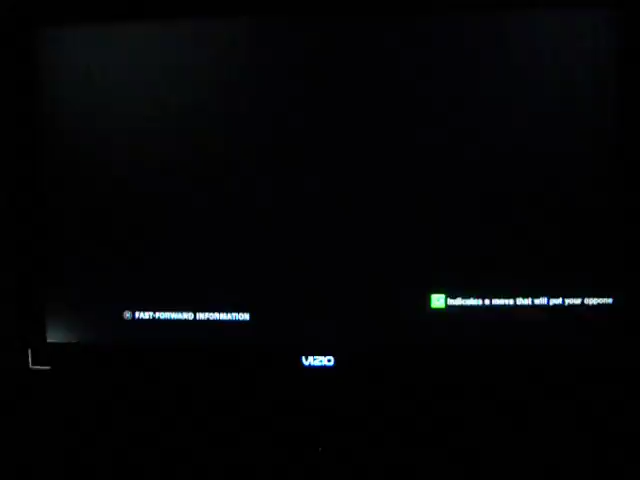 Indicates a move that will put your oppone
FAST-FORWARD INFORMATION
VIZIO